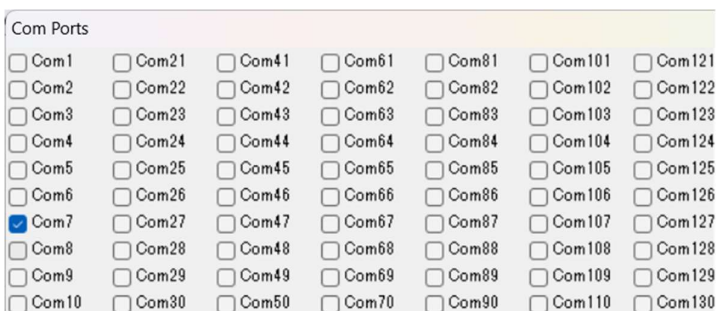 Com Ports
Com1 Com21 Com41 Com61 Com81 Com101 Com121
Com2 Com22 Com42 Com62 Com82 Com102 Com122
Com3 Com23 Com43 Com63 Com83 Com103 Com123
Com4 Com24 Com44 Com64 Com84 Com104 Com124
Com5 Com25 Com45 Com65 Com85 Com105 Com125
Com6 Com26 Com46 Com66 Com86 Com106 Com126
Com7 Com27 Com47 Com67 Com87 Com107 Com127
Com8 Com28 Com48 Com68 Com88 Com108 Com128
Com9 Com29 Com49 Com69 Com89 Com109 Com129
Com10 Com30 Com50 Com70 Com90 Com110 Com130